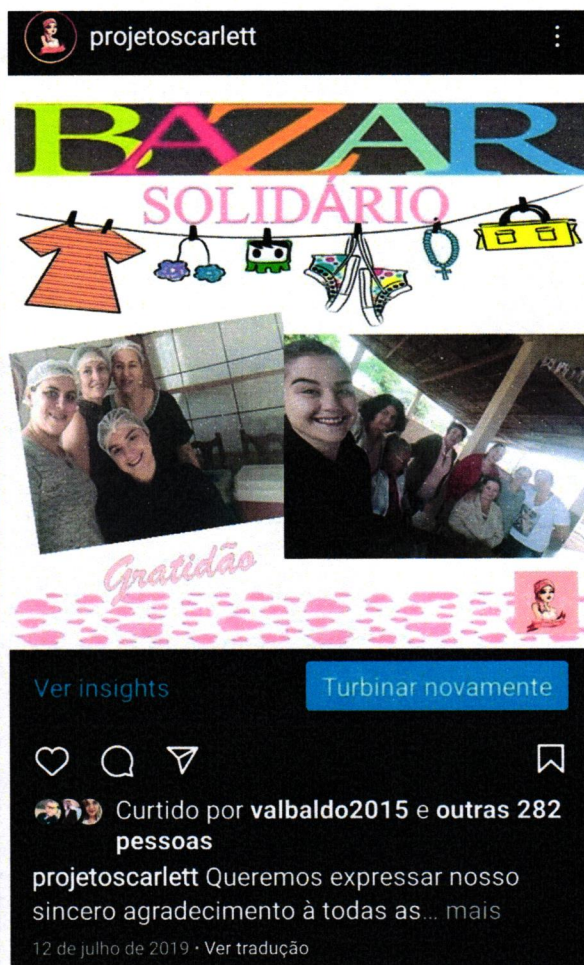 projetoscarlett
BAZAR
SOLIDÁRIO
Gratidão
Ver insights
Turbinar novamente
Curtido por valbaldo2015 e outras 282
pessoas
projetoscarlett Queremos expressar nosso
sincero agradecimento à todas as... mais
12 de julho de 2019 • Ver tradução